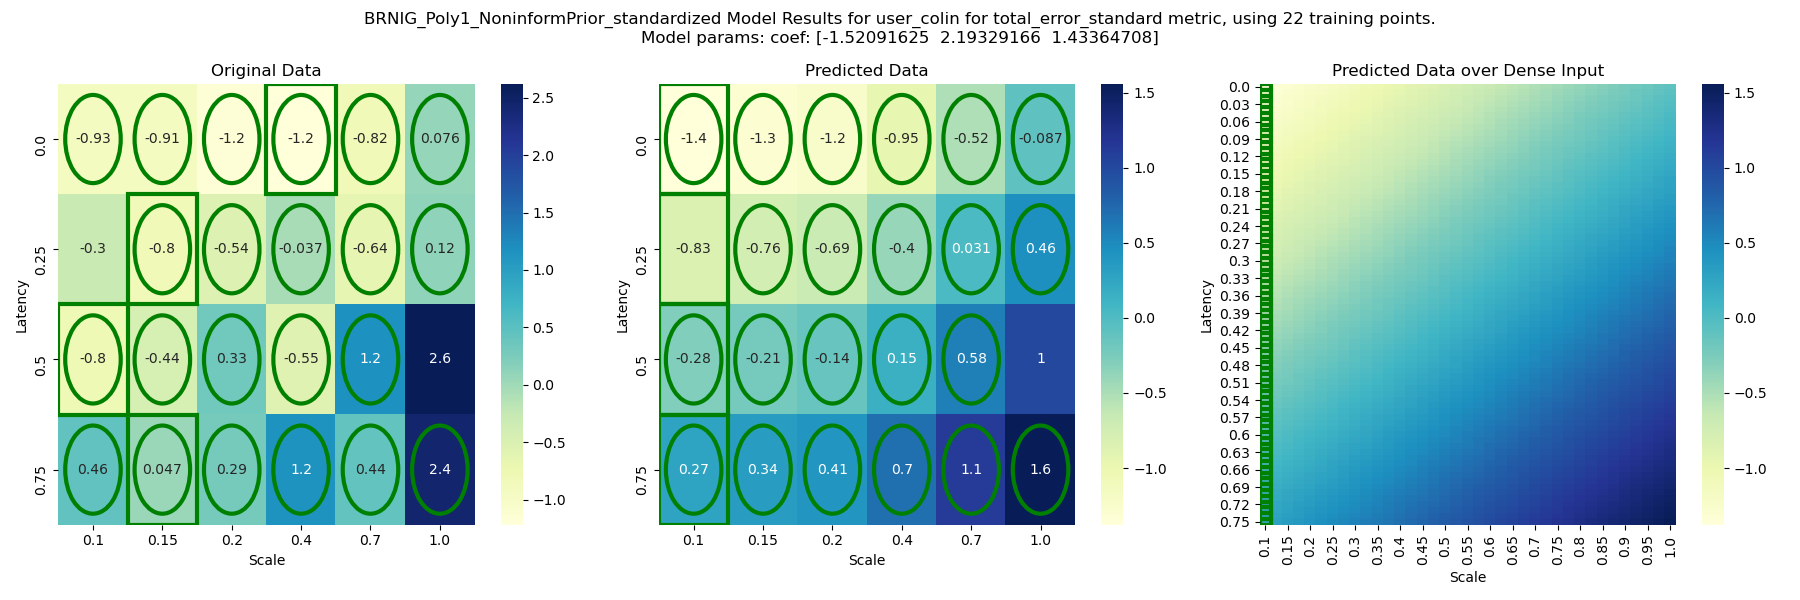 BRNIG_Poly1_NoninformPrior_standardized Model Results for user_colin for total_error_standard metric, using 22 training points.
Model params: coef: [-1.52091625  2.19329166  1.43364708]
Original Data
Latency
0.0
-0.93 -0.91 -1.2 -1.2 -0.82 0.076
0.25
-0.3 -0.8 -0.54 -0.037 -0.64 0.12
0.5
-0.8 -0.44 0.33 -0.55 1.2 2.6
0.75
0.46 0.047 0.29 1.2 0.44 2.4
0.1 0.15 0.2 0.4 0.7 1.0
Scale
2.5
2.0
1.5
1.0
0.5
0.0
−0.5
−1.0
Predicted Data
Latency
0.0
-1.4 -1.3 -1.2 -0.95 -0.52 -0.087
0.25
-0.83 -0.76 -0.69 -0.4 0.031 0.46
0.5
-0.28 -0.21 -0.14 0.15 0.58 1
0.75
0.27 0.34 0.41 0.7 1.1 1.6
0.1 0.15 0.2 0.4 0.7 1.0
Scale
1.5
1.0
0.5
0.0
−0.5
−1.0
Predicted Data over Dense Input
Latency
0.0
0.03
0.06
0.09
0.12
0.15
0.18
0.21
0.24
0.27
0.3
0.33
0.36
0.39
0.42
0.45
0.48
0.51
0.54
0.57
0.6
0.63
0.66
0.69
0.72
0.75
0.1 0.15 0.2 0.25 0.3 0.35 0.4 0.45 0.5 0.55 0.6 0.65 0.7 0.75 0.8 0.85 0.9 0.95 1.0
Scale
1.5
1.0
0.5
0.0
−0.5
−1.0